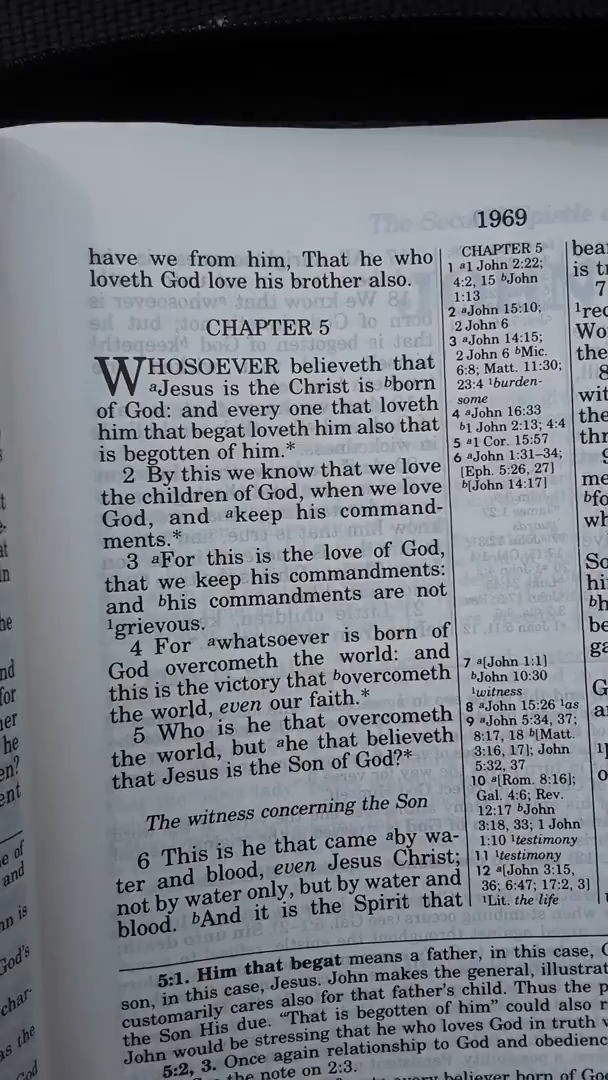 1969
have we from him, That he who
loveth God love his brother also.
CHAPTER 5
WHOSOEVER believeth that
aJesus is the Christ is bborn
of God: and every one that loveth
him that begat loveth him also that
is begotten of him.*
2 By this we know that we love
the children of God, when we love
God, and akeep his command-
ments.*
3 aFor this is the love of God,
that we keep his commandments:
and bhis commandments are not
1grievous.
4 For awhatsoever is born of
God overcometh the world: and
this is the victory that bovercometh
the world, even our faith.*
5 Who is he that overcometh
the world, but ahe that believeth
that Jesus is the Son of God?*
The witness concerning the Son
6 This is he that came aby wa-
ter and blood, even Jesus Christ;
not by water only, but by water and
blood. bAnd it is the Spirit that
CHAPTER 5
1 a1 John 2:22;
4:2, 15 bJohn
1:13
2 aJohn 15:10;
2 John 6
3 aJohn 14:15;
2 John 6 bMic.
6:8; Matt. 11:30;
23:4 1burden-
some
4 aJohn 16:33
b1 John 2:13; 4:4
5 a1 Cor. 15:57
6 aJohn 1:31–34;
[Eph. 5:26, 27]
b[John 14:17]
7 a[John 1:1]
bJohn 10:30
1witness
8 aJohn 15:26 1as
9 aJohn 5:34, 37;
8:17, 18 b[Matt.
3:16, 17]; John
5:32, 37
10 a[Rom. 8:16];
Gal. 4:6; Rev.
12:17 bJohn
3:18, 33; 1 John
1:10 1testimony
11 1testimony
12 a[John 3:15,
36; 6:47; 17:2, 3]
1Lit. the life
5:1. Him that begat means a father, in this case,
son, in this case, Jesus. John makes the general,
customarily cares also for that father's child. Thus the
the Son His due. "That is begotten of him" could also
John would be stressing that he who loves God in truth
5:2, 3. Once again relationship to God and
the note on 2:3.
believer born of